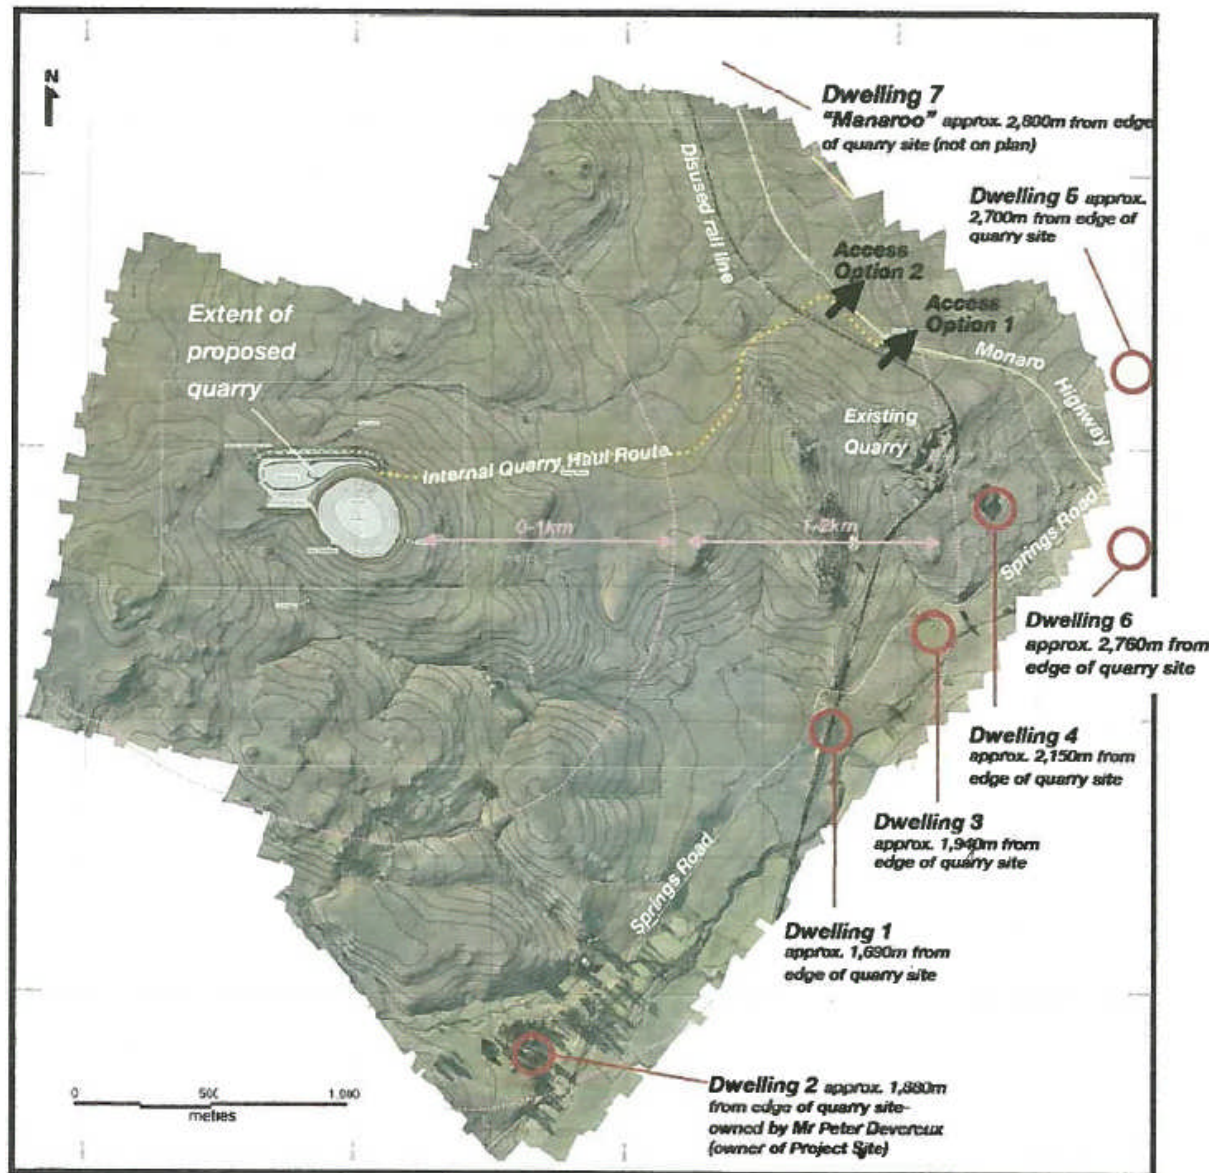 N
Dwelling 7
"Manaroo" approx. 2,800m from edge
of quarry site (not on plan)
Disused rail line
Dwelling 5 approx.
2,700m from edge of
quarry site
Access
Option 2
Access
Option 1
Extent of
proposed
quarry
Monaro
Highway
Existing
Quarry
Internal Quarry Haul Route
0-1km
1-2km
Springs Road
Dwelling 6
approx. 2,760m from
edge of quarry site
Dwelling 4
approx. 2,150m from
edge of quarry site
Dwelling 3
approx. 1,940m from
edge of quarry site
Springs Road
Dwelling 1
approx. 1,690m from
edge of quarry site
Dwelling 2 approx. 1,880m
from edge of quarry site-
owned by Mr Peter Devereux
(owner of Project Site)
0 500 1,000
metres